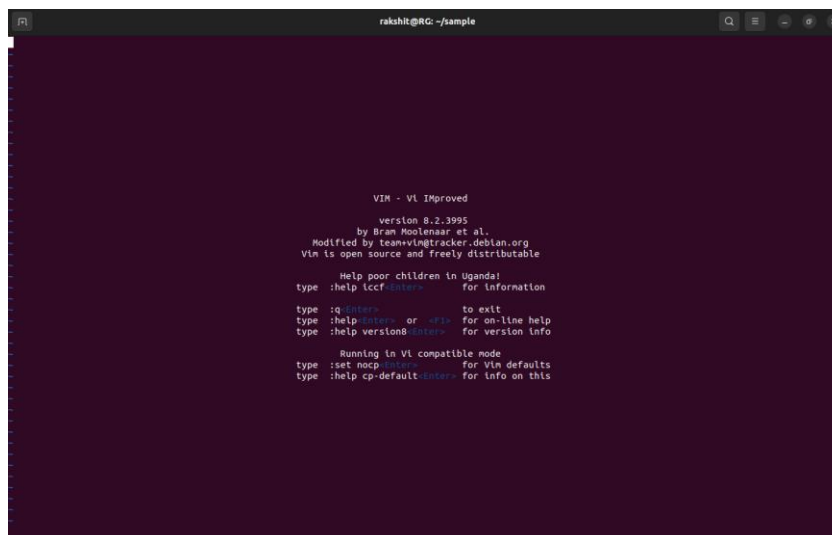 rakshit@RG: ~/sample
VIM - Vi IMproved
version 8.2.3995
by Bram Moolenaar et al.
Modified by team+vim@tracker.debian.org
Vim is open source and freely distributable
Help poor children in Uganda!
type :help iccf<Enter> for information
type :q<Enter> to exit
type :help<Enter> or <F1> for on-line help
type :help version8<Enter> for version info
Running in Vi compatible mode
type :set nocp<Enter> for Vim defaults
type :help cp-default<Enter> for info on this